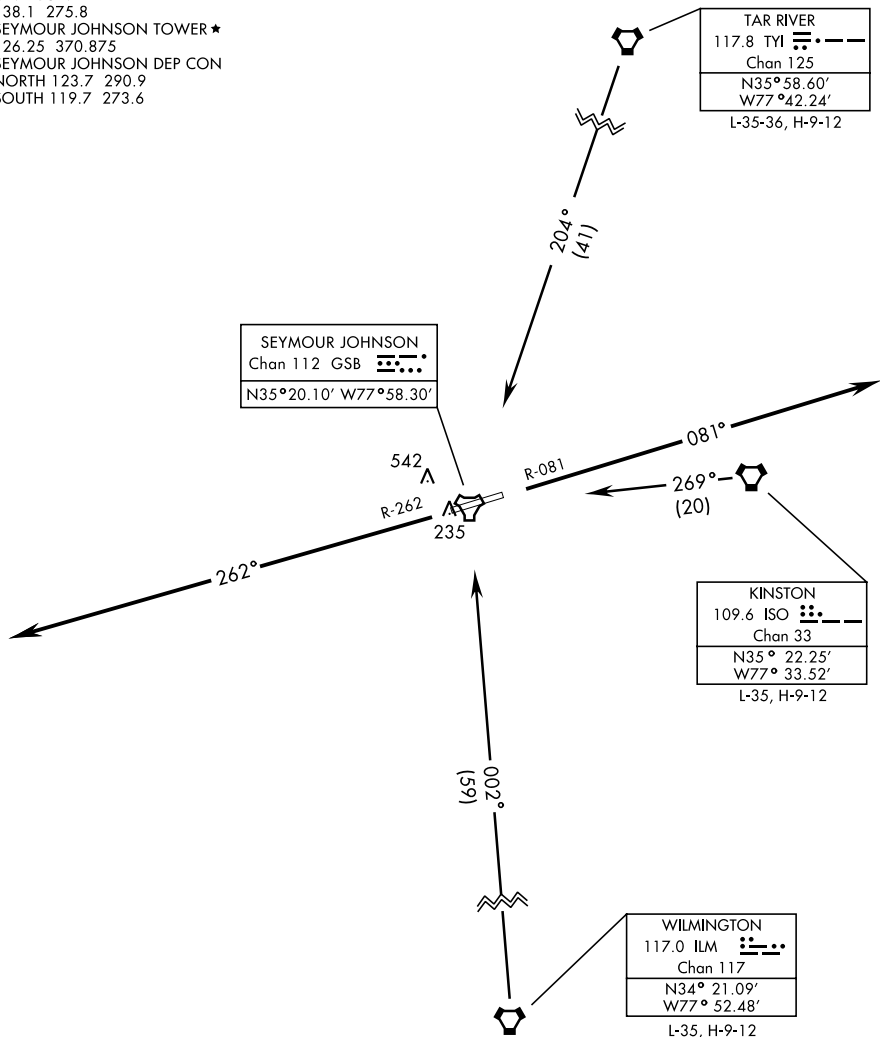 38.1 275.8
SEYMOUR JOHNSON TOWER ★
26.25 370.875
SEYMOUR JOHNSON DEP CON
NORTH 123.7 290.9
SOUTH 119.7 273.6
TAR RIVER
117.8 TYI
Chan 125
N35° 58.60'
W77° 42.24'
L-35-36, H-9-12
204°
(41)
SEYMOUR JOHNSON
Chan 112 GSB
N35° 20.10' W77° 58.30'
081°
R-081
542
269°
(20)
R-262
235
262°
KINSTON
109.6 ISO
Chan 33
N35° 22.25'
W77° 33.52'
L-35, H-9-12
002°
(59)
WILMINGTON
117.0 ILM
Chan 117
N34° 21.09'
W77° 52.48'
L-35, H-9-12